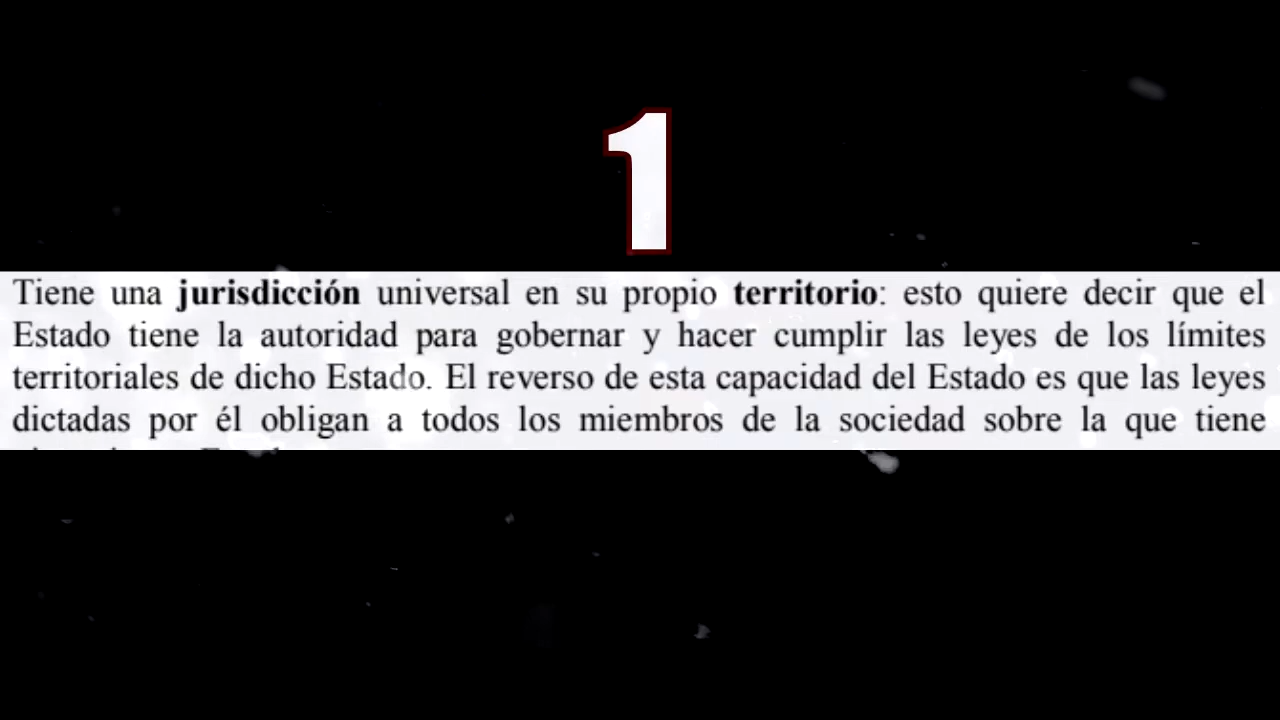 1
Tiene una jurisdicción universal en su propio territorio: esto quiere decir que el
Estado tiene la autoridad para gobernar y hacer cumplir las leyes de los límites
territoriales de dicho Estado. El reverso de esta capacidad del Estado es que las leyes
dictadas por él obligan a todos los miembros de la sociedad sobre la que tiene